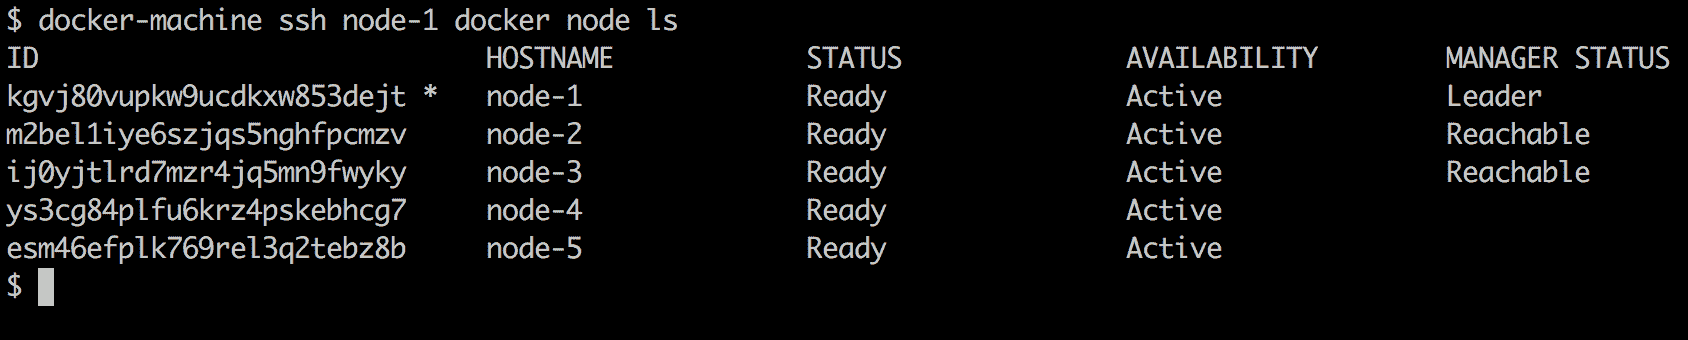 $ docker-machine ssh node-1 docker node ls
ID HOSTNAME STATUS AVAILABILITY MANAGER STATUS
kgvj80vupkw9ucdkxw853dejt * node-1 Ready Active Leader
m2bel1iye6szjqs5nghfpcmzv node-2 Ready Active Reachable
ij0yjtlrd7mzr4jq5mn9fwyky node-3 Ready Active Reachable
ys3cg84plfu6krz4pskebhcg7 node-4 Ready Active
esm46efplk769rel3q2tebz8b node-5 Ready Active
$